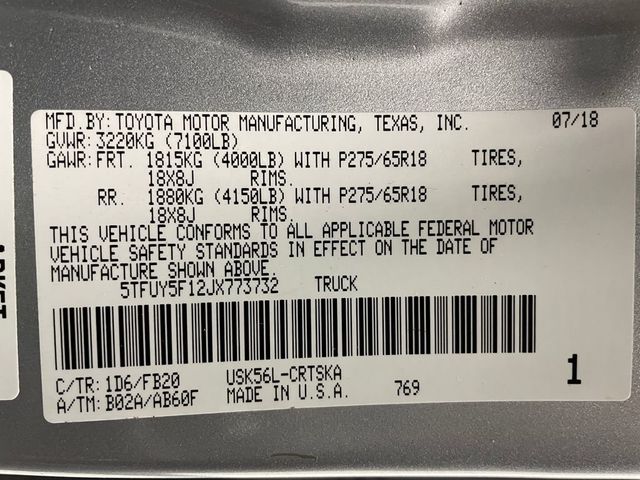 MFD.BY:TOYOTA MOTOR MANUFACTURING, TEXAS, INC. 07/18
GVWR:3220KG (7100LB)
GAWR:FRT. 1815KG (4000LB) WITH P275/65R18 TIRES,
18X8J RIMS.
RR. 1880KG (4150LB) WITH P275/65R18 TIRES,
18X8J RIMS.
THIS VEHICLE CONFORMS TO ALL APPLICABLE FEDERAL MOTOR
VEHICLE SAFETY STANDARDS IN EFFECT ON THE DATE OF
MANUFACTURE SHOWN ABOVE.
5TFUY5F12JX773732 TRUCK
C/TR:1D6/FB20 USK56L-CRTSKA 1
A/TM:B02A/AB60F MADE IN U.S.A. 769